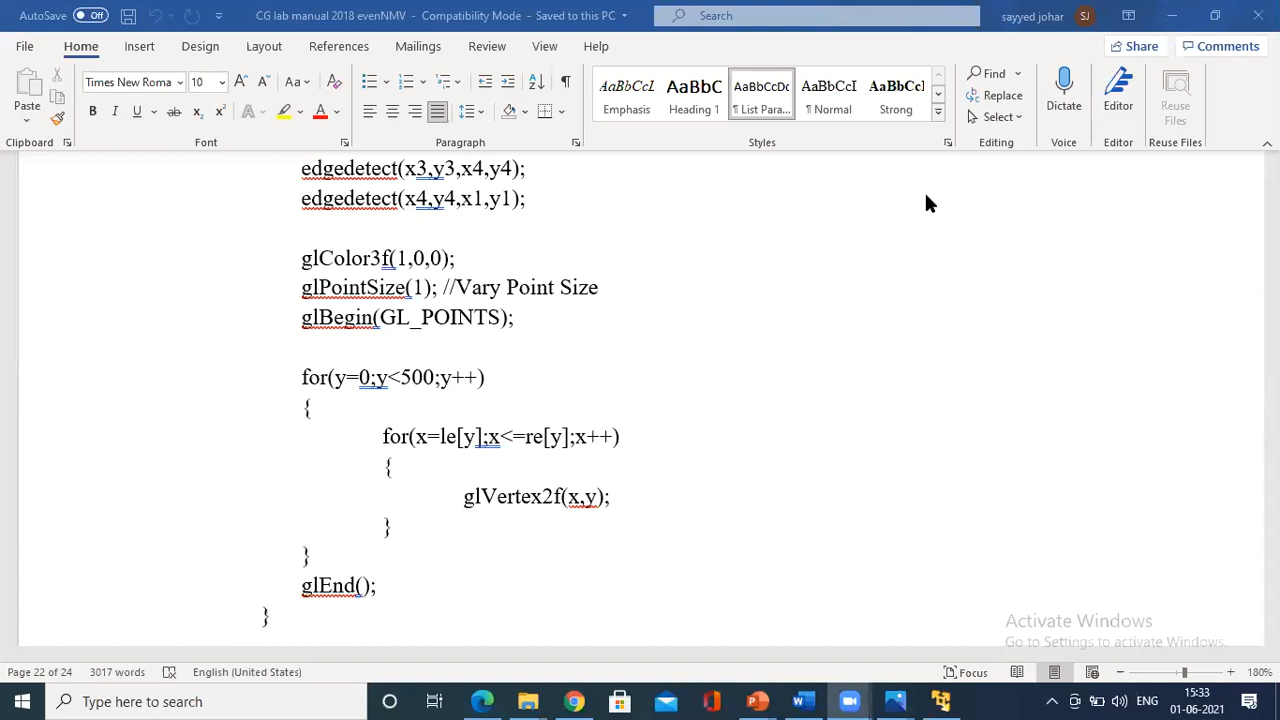 AutoSave Off CG lab manual 2018 evenNMV - Compatibility Mode - Saved to this PC Search sayyed johar SJ
File Home Insert Design Layout References Mailings Review View Help Share Comments
Paste Times New Roma 10 Aa AaBbCcL AaBbC AaBbCcDc AaBbCcI AaBbCc Find Replace Select Dictate Editor Reuse Files
B I U ab x2 x2 A A Emphasis Heading 1 ¶ List Para... ¶ Normal Strong
Clipboard Font Paragraph Styles Editing Voice Editor Reuse Files
edgedetect(x3,y3,x4,y4);
edgedetect(x4,y4,x1,y1);
glColor3f(1,0,0);
glPointSize(1); //Vary Point Size
glBegin(GL_POINTS);
for(y=0;y<500;y++)
{
for(x=le[y];x<=re[y];x++)
{
glVertex2f(x,y);
}
}
glEnd();
}
Activate Windows
Go to Settings to activate Windows.
Page 22 of 24 3017 words English (United States) Focus 180%
Type here to search ENG 15:33
01-06-2021